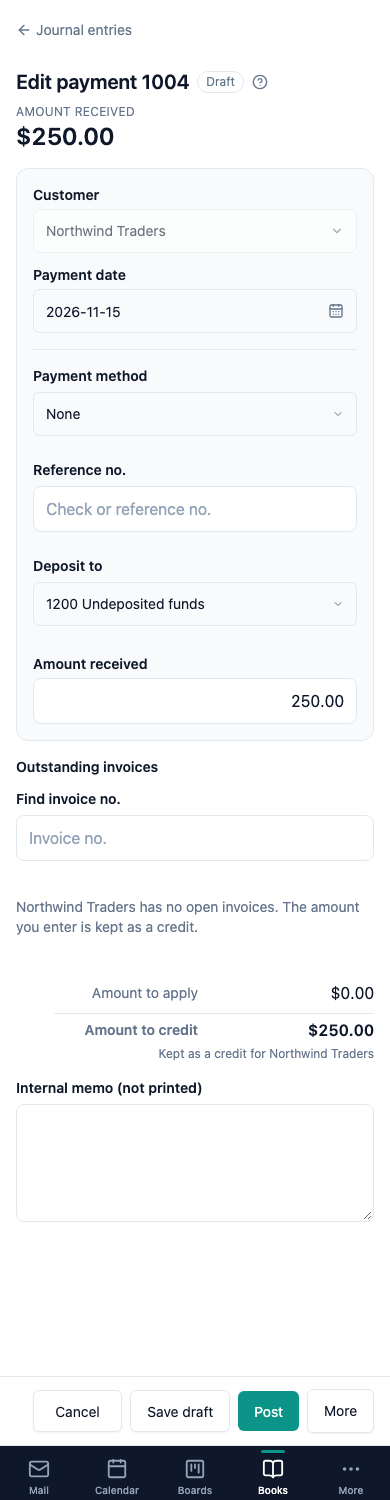 Journal entries
Edit payment 1004 Draft
AMOUNT RECEIVED
$250.00
Customer
Northwind Traders
Payment date
2026-11-15
Payment method
None
Reference no.
Check or reference no.
Deposit to
1200 Undeposited funds
Amount received
250.00
Outstanding invoices
Find invoice no.
Invoice no.
Northwind Traders has no open invoices. The amount
you enter is kept as a credit.
Amount to apply $0.00
Amount to credit $250.00
Kept as a credit for Northwind Traders
Internal memo (not printed)
Cancel Save draft Post More
Mail Calendar Boards Books More